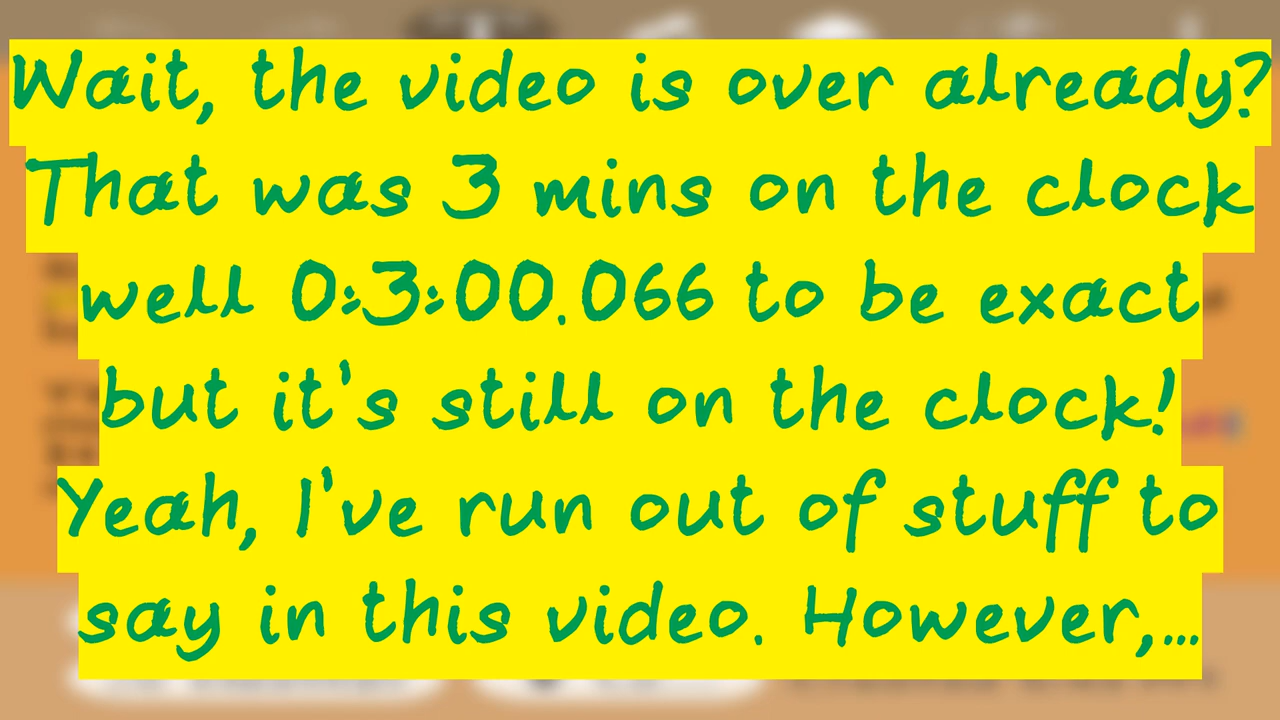 Wait, the video is over already?
That was 3 mins on the clock
well 0:3:00.066 to be exact
but it's still on the clock!
Yeah, I've run out of stuff to
say in this video. However,...